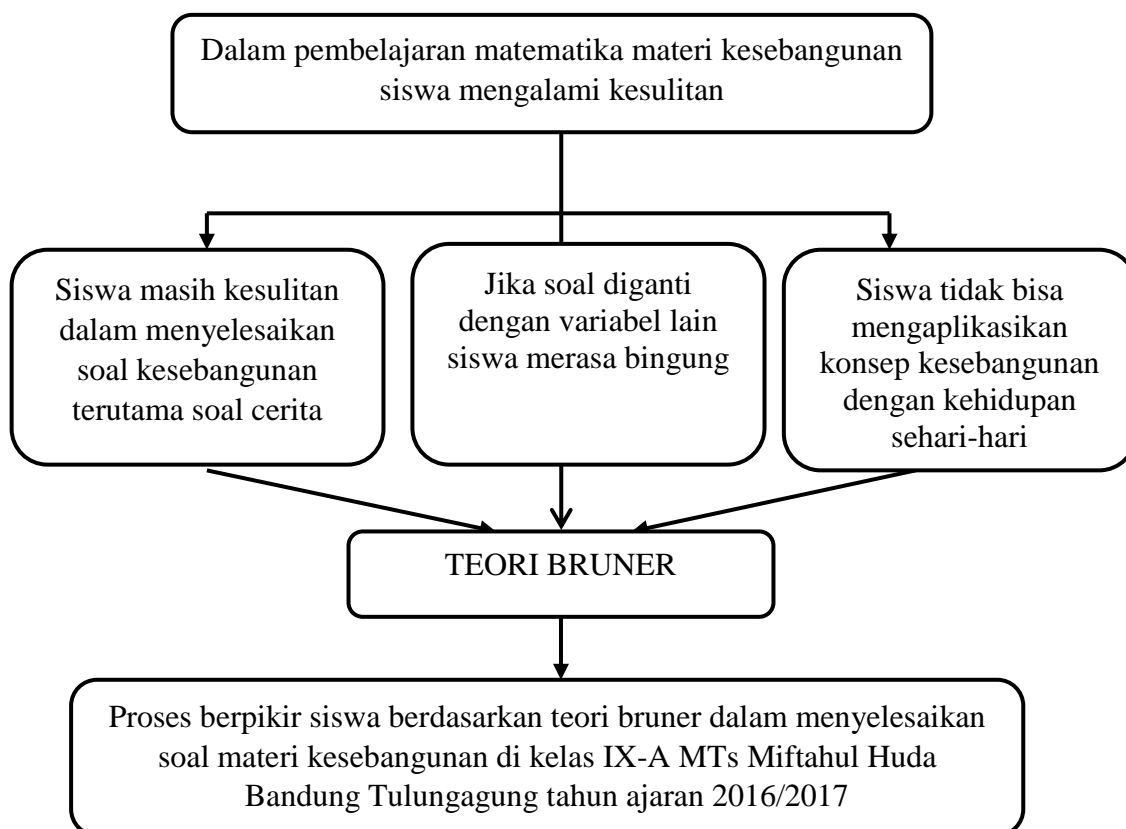 Dalam pembelajaran matematika materi kesebangunan
siswa mengalami kesulitan
Siswa masih kesulitan
dalam menyelesaikan
soal kesebangunan
terutama soal cerita
Jika soal diganti
dengan variabel lain
siswa merasa bingung
Siswa tidak bisa
mengaplikasikan
konsep kesebangunan
dengan kehidupan
sehari-hari
TEORI BRUNER
Proses berpikir siswa berdasarkan teori bruner dalam menyelesaikan
soal materi kesebangunan di kelas IX-A MTs Miftahul Huda
Bandung Tulungagung tahun ajaran 2016/2017